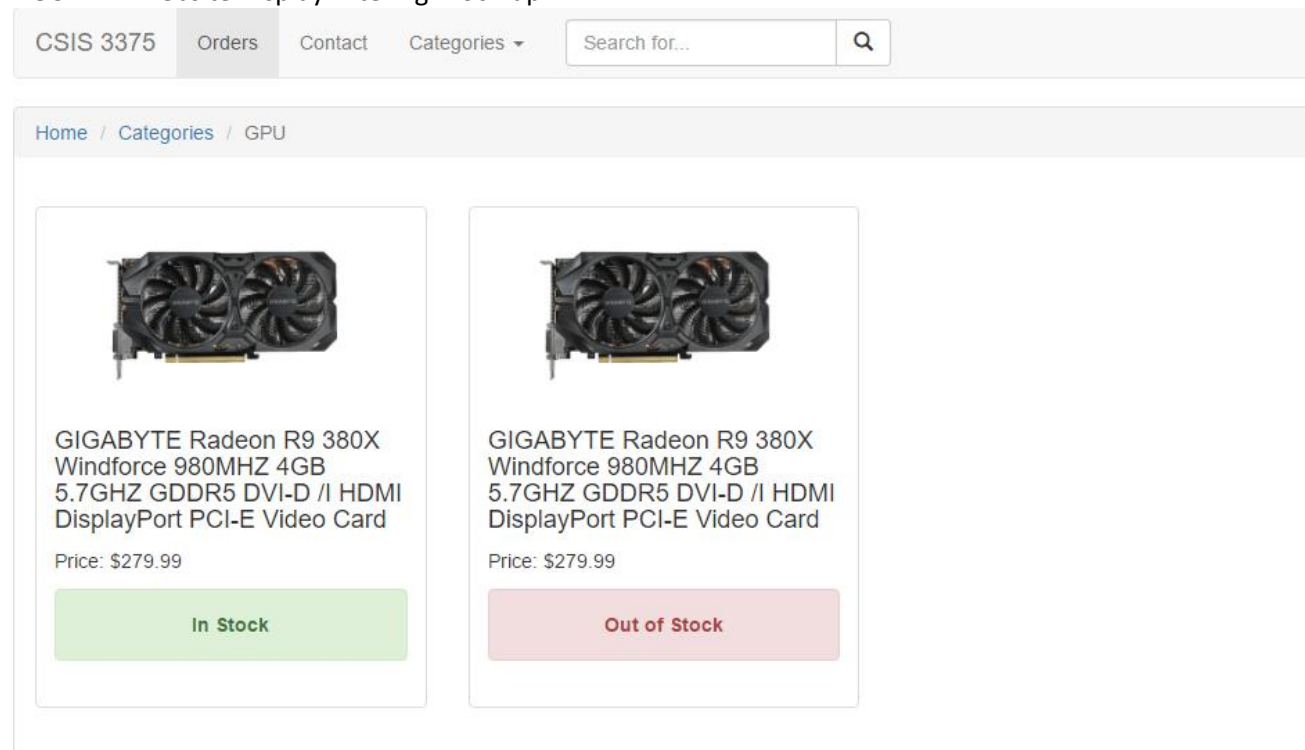 CSIS 3375 Orders Contact Categories Search for...
Home / Categories / GPU
GIGABYTE Radeon R9 380X
Windforce 980MHZ 4GB
5.7GHZ GDDR5 DVI-D /I HDMI
DisplayPort PCI-E Video Card
Price: $279.99
In Stock
GIGABYTE Radeon R9 380X
Windforce 980MHZ 4GB
5.7GHZ GDDR5 DVI-D /I HDMI
DisplayPort PCI-E Video Card
Price: $279.99
Out of Stock